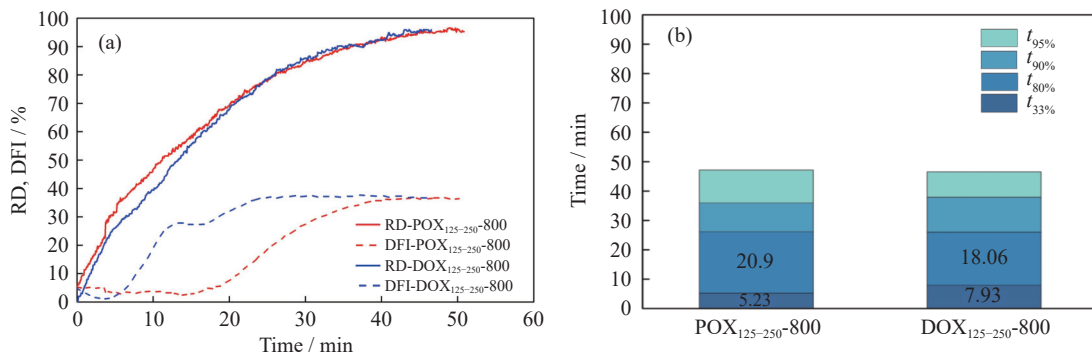 (a)
RD, DFI / %
100
90
80
70
60
50
40
30
20
10
0
0 10 20 30 40 50 60
Time / min
RD-POX125−250-800
DFI-POX125−250-800
RD-DOX125−250-800
DFI-DOX125−250-800
(b)
Time / min
100
90
80
70
60
50
40
30
20
10
0
t95%
t90%
t80%
t33%
20.9
5.23
18.06
7.93
POX125−250-800 DOX125−250-800